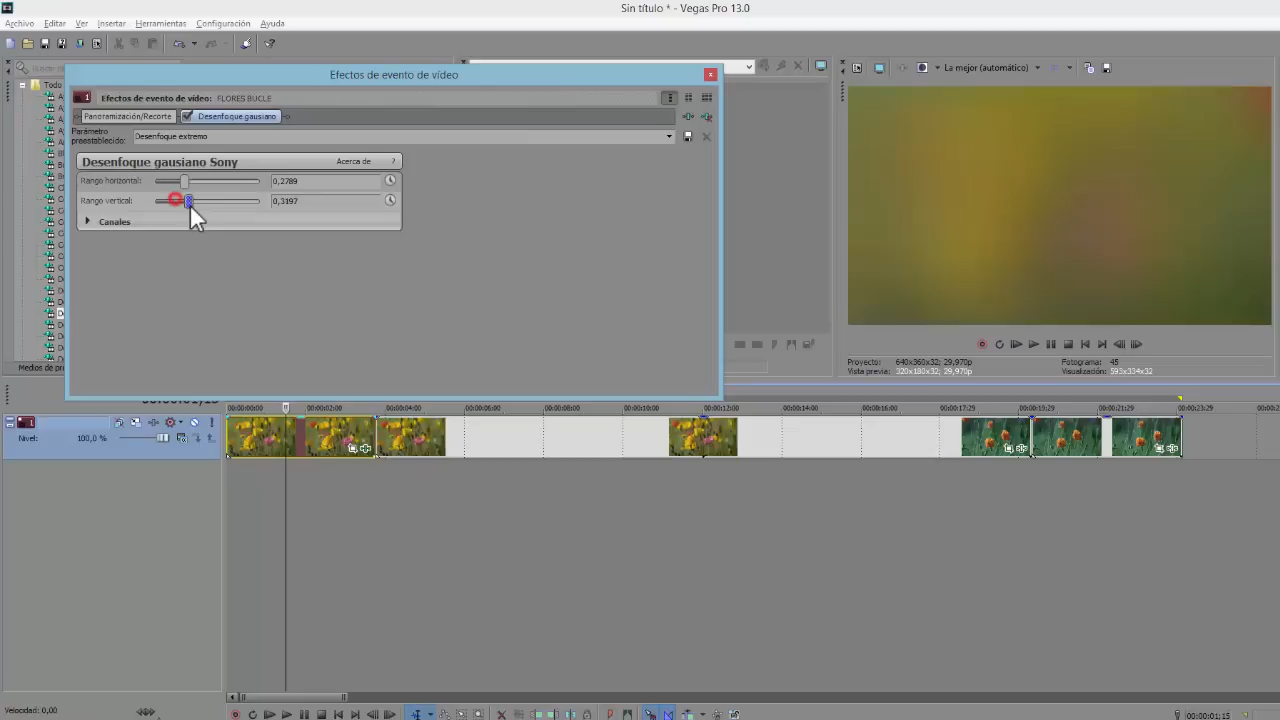 Sin título * - Vegas Pro 13.0
Archivo Editar Ver Insertar Herramientas Configuración Ayuda
Efectos de evento de vídeo
La mejor (automático)
Todo
Efectos de evento de vídeo: FLORES BUCLE
Panoramización/Recorte Desenfoque gausiano
Parámetro preestablecido: Desenfoque extremo
Desenfoque gausiano Sony Acerca de ?
Rango horizontal: 0,2789
Rango vertical: 0,3197
Canales
Proyecto: 640x360x32; 29,970p Fotograma: 45
Vista previa: 320x180x32; 29,970p Visualización: 593x334x32
Medios de pr
00:00:00:00 00:00:02:00 00:00:04:00 00:00:06:00 00:00:08:00 00:00:10:00 00:00:12:00 00:00:14:00 00:00:16:00 00:00:17:29 00:00:19:29 00:00:21:29 00:00:23:29
1
Nivel: 100,0 %
Velocidad: 0,00
00:00:01;15